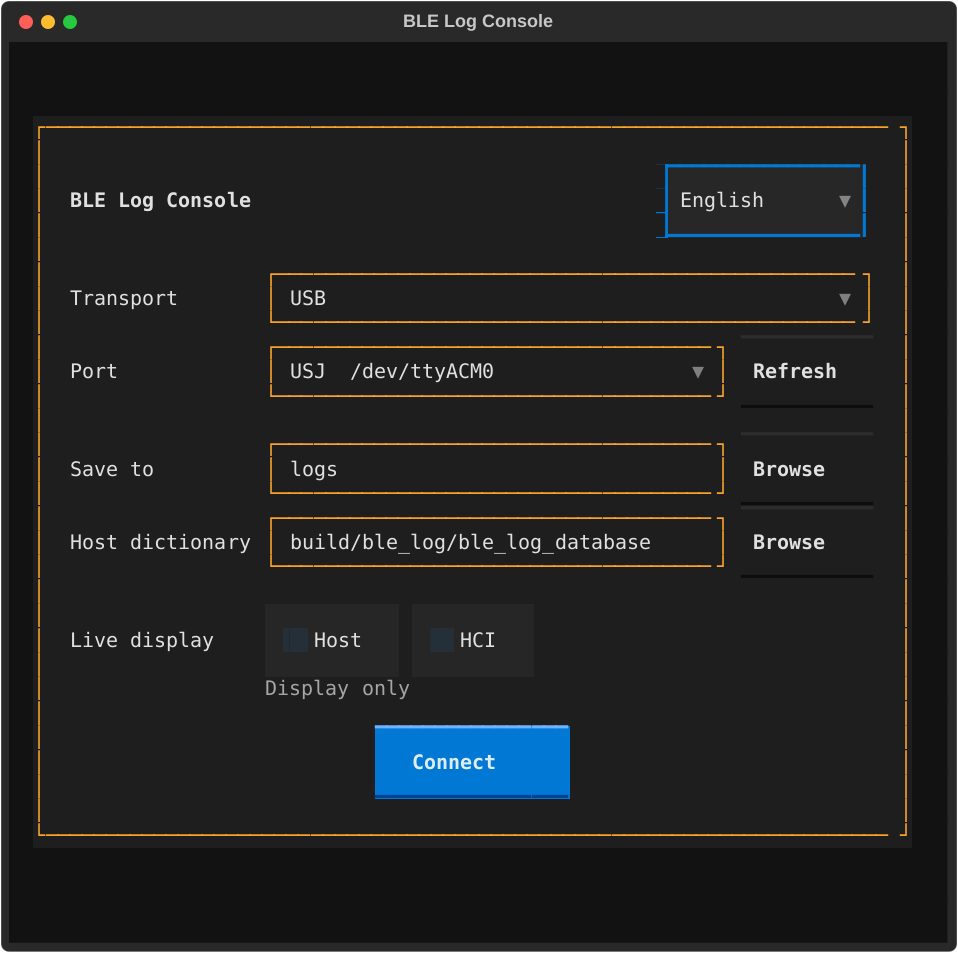 BLE Log Console
BLE Log Console
English ▼
Transport
USB ▼
Port
USJ  /dev/ttyACM0 ▼
Refresh
Save to
logs
Browse
Host dictionary
build/ble_log/ble_log_database
Browse
Live display
Host
HCI
Display only
Connect